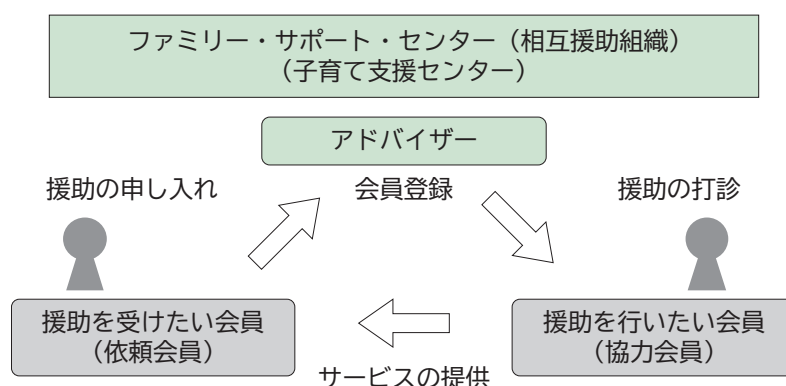 ファミリー・サポート・センター（相互援助組織）
（子育て支援センター）
アドバイザー
援助の申し入れ
会員登録
援助の打診
援助を受けたい会員
（依頼会員）
援助を行いたい会員
（協力会員）
サービスの提供